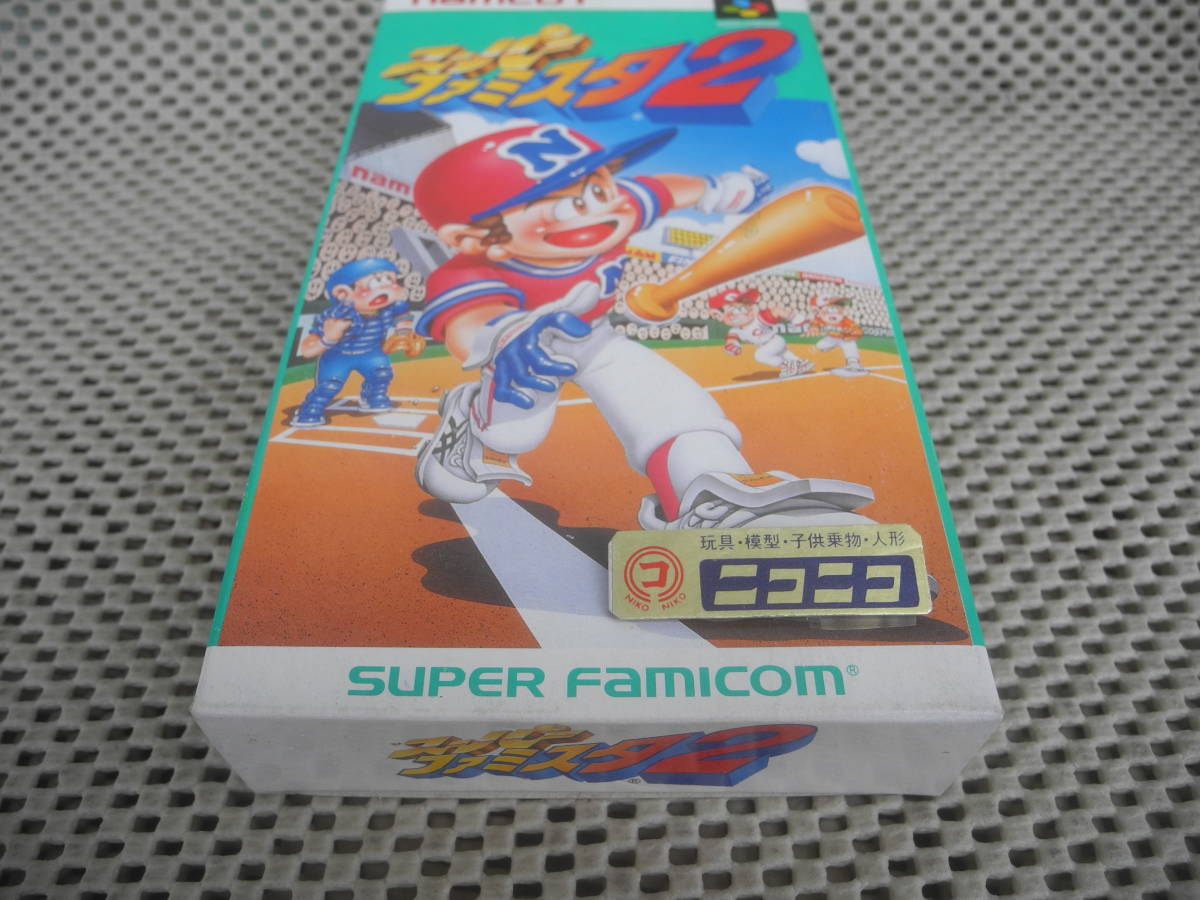 namcot
スーパー
ファミスタ2
N
nam
N
玩具・模型・子供乗物・人形
コ
NIKO NIKO
ニコニコ
SUPER FAMICOM®
スーパー
ファミスタ2
®